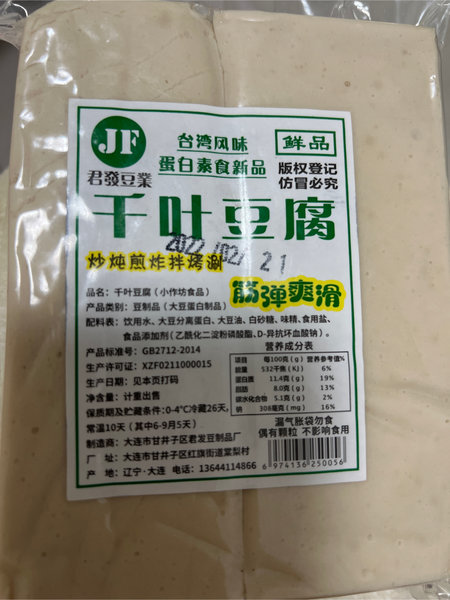 JF
君發豆業
台湾风味
蛋白素食新品
鲜品
版权登记
仿冒必究
千叶豆腐
2022/02/21
炒炖煎炸拌烤涮
筋弹爽滑
品名：千叶豆腐（小作坊食品）
产品类别：豆制品（大豆蛋白制品）
配料表：饮用水、大豆分离蛋白、大豆油、白砂糖、味精、食用盐、
食品添加剂（乙酰化二淀粉磷酸酯、D-异抗坏血酸钠）。
产品标准号：GB2712-2014
生产许可证：XZF0211000015
生产日期：见本页打码
计量：计重出售
保质期及贮藏条件：0-4℃冷藏26天，
常温10天（其中6-9月5天）
制造商：大连市甘井子区君发豆制品厂
厂 址：大连市甘井子区红旗街道棠梨村
产 地：辽宁·大连 电话：13644114866
营养成分表
项目 每100克(g) 营养参考值%
能量 532千焦(KJ) 6%
蛋白质 11.4克(g) 19%
脂肪 8.0克(g) 13%
碳水化合物 5.1克(g) 2%
钠 308毫克(mg) 16%
漏气胀袋勿食
偶有颗粒 不影响食用
6 974136 250056